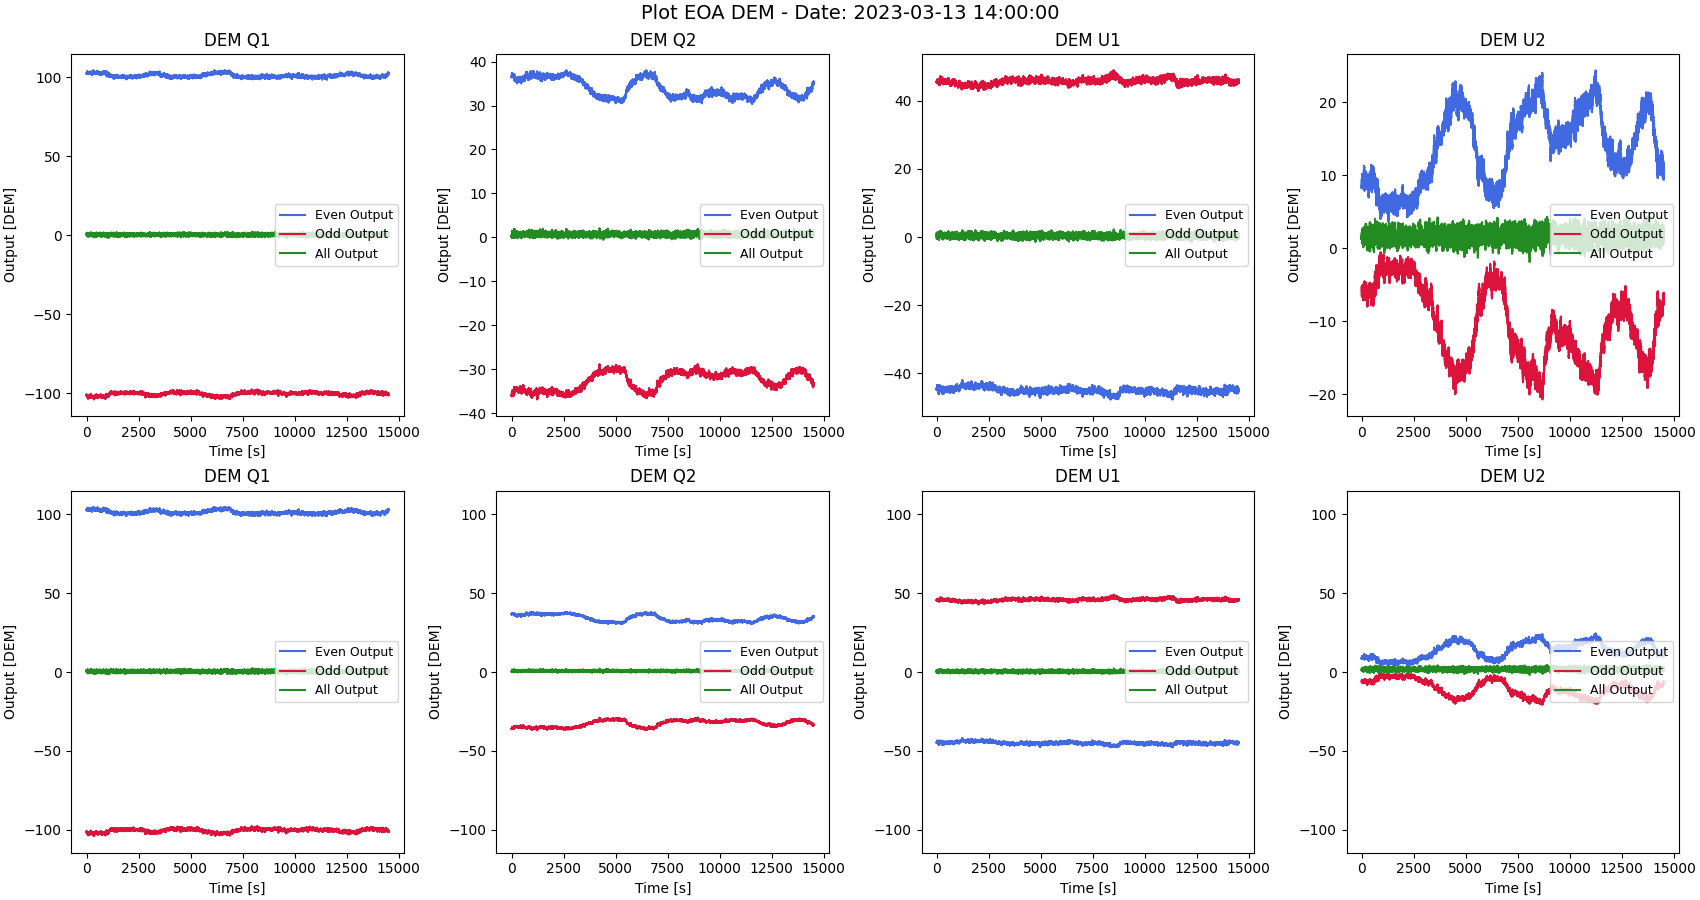 Plot EOA DEM - Date: 2023-03-13 14:00:00
DEM Q1
100
50
0
−50
−100
Output [DEM]
Even Output
Odd Output
All Output
0 2500 5000 7500 10000 12500 15000
Time [s]
DEM Q2
40
30
20
10
0
−10
−20
−30
−40
Output [DEM]
Even Output
Odd Output
All Output
0 2500 5000 7500 10000 12500 15000
Time [s]
DEM U1
40
20
0
−20
−40
Output [DEM]
Even Output
Odd Output
All Output
0 2500 5000 7500 10000 12500 15000
Time [s]
DEM U2
20
10
0
−10
−20
Output [DEM]
Even Output
Odd Output
All Output
0 2500 5000 7500 10000 12500 15000
Time [s]
DEM Q1
100
50
0
−50
−100
Output [DEM]
Even Output
Odd Output
All Output
0 2500 5000 7500 10000 12500 15000
Time [s]
DEM Q2
100
50
0
−50
−100
Output [DEM]
Even Output
Odd Output
All Output
0 2500 5000 7500 10000 12500 15000
Time [s]
DEM U1
100
50
0
−50
−100
Output [DEM]
Even Output
Odd Output
All Output
0 2500 5000 7500 10000 12500 15000
Time [s]
DEM U2
100
50
0
−50
−100
Output [DEM]
Even Output
Odd Output
All Output
0 2500 5000 7500 10000 12500 15000
Time [s]